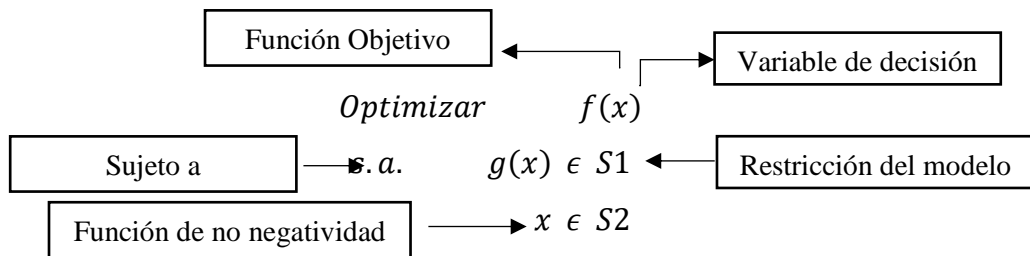 Función Objetivo
Variable de decisión
Optimizar f(x)
Sujeto a
s.a. g(x) ϵ S1
Restricción del modelo
Función de no negatividad
x ϵ S2